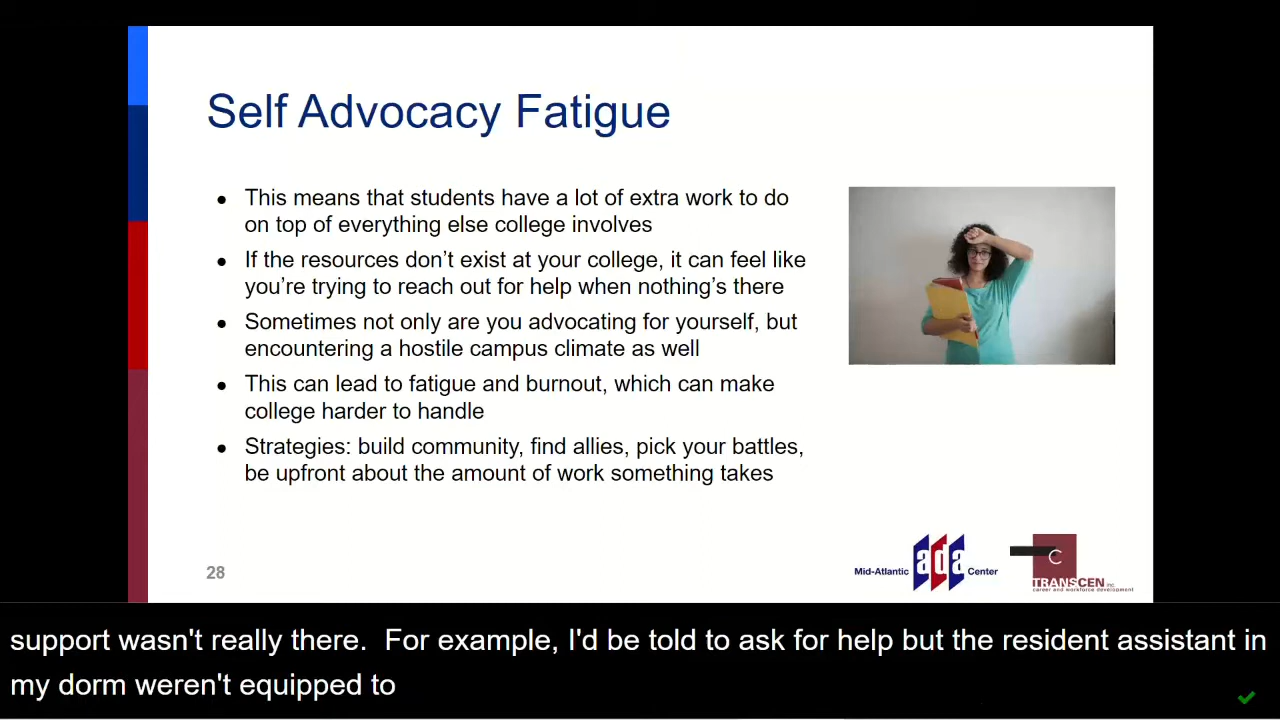 Self Advocacy Fatigue
● This means that students have a lot of extra work to do
on top of everything else college involves
● If the resources don’t exist at your college, it can feel like
you’re trying to reach out for help when nothing’s there
● Sometimes not only are you advocating for yourself, but
encountering a hostile campus climate as well
● This can lead to fatigue and burnout, which can make
college harder to handle
● Strategies: build community, find allies, pick your battles,
be upfront about the amount of work something takes
28
Mid-Atlantic ada Center
C
TRANSCEN inc.
career and workforce development
support wasn't really there.  For example, I'd be told to ask for help but the resident assistant in
my dorm weren't equipped to